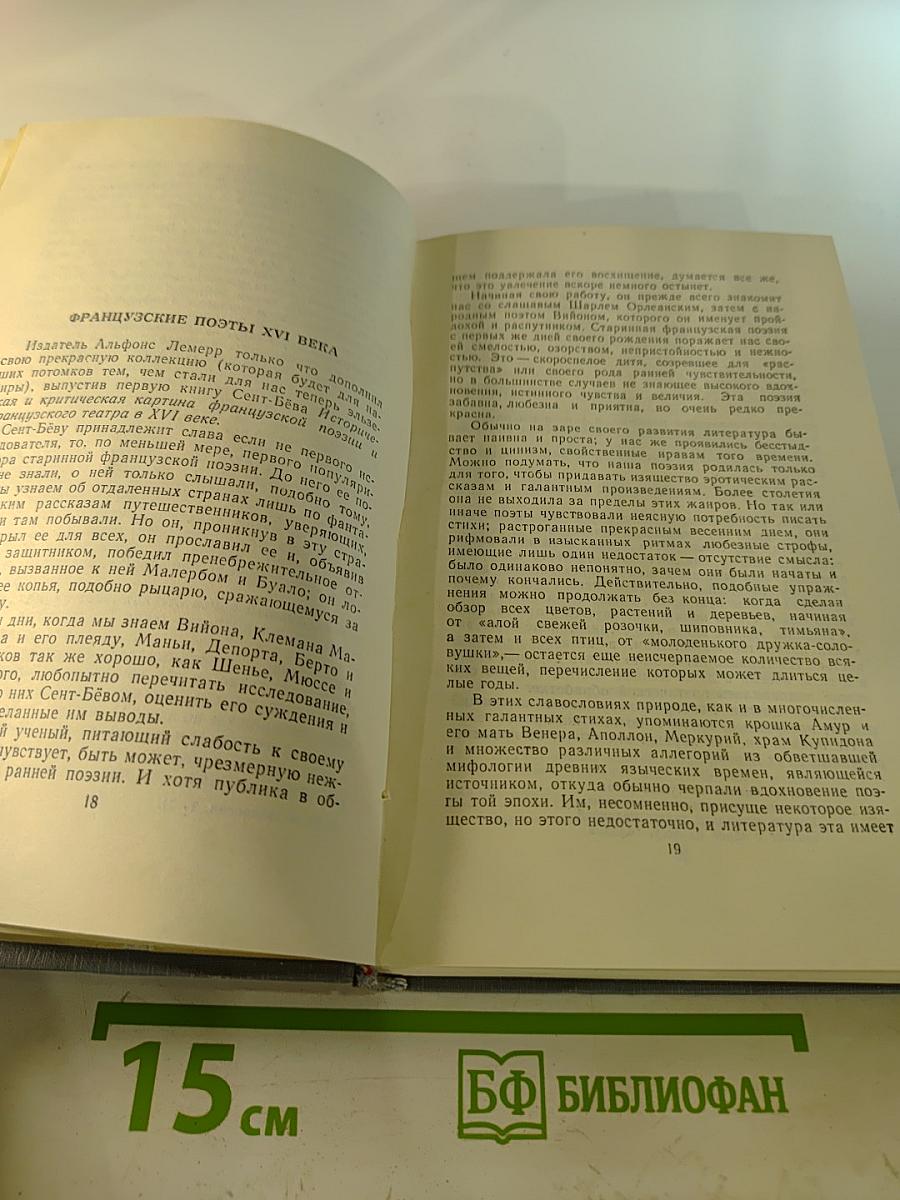 ФРАНЦУЗСКИЕ ПОЭТЫ XVI ВЕКА
Издатель Альфонс Лемерр только что дополнил
свою прекрасную коллекцию (которая будет для на-
ших потомков тем, чем стали для нас теперь эльзе-
виры), выпустив первую книгу Сент-Бёва Историче-
кая и критическая картина французской поэзии и
ранцузского театра в XVI веке.
Сент-Бёву принадлежит слава если не первого ис-
дователя, то, по меньшей мере, первого популяри-
ора старинной французской поэзии. До него ее по-
не знали, о ней только слышали, подобно тому,
ы узнаем об отдаленных странах лишь по фанта-
ким рассказам путешественников, уверяющих,
и там побывали. Но он, проникнув в эту стра-
рыл ее для всех, он прославил ее и, объявив
защитником, победил пренебрежительное от-
, вызванное к ней Малербом и Буало; он ло-
ее копья, подобно рыцарю, сражающемуся за
у.
и дни, когда мы знаем Вийона, Клемана Ма-
а и его плеяду, Маньи, Депорта, Берто и
ков так же хорошо, как Шенье, Мюссе и
ого, любопытно перечитать исследование,
о них Сент-Бёвом, оценить его суждения и
еланные им выводы.
й ученый, питающий слабость к своему
чувствует, быть может, чрезмерную неж-
ранней поэзии. И хотя публика в об-
18
щем поддержала его восхищение, думается все же,
что это увлечение вскоре немного остынет.
Начиная свою работу, он прежде всего знакомит
нас со слащавым Шарлем Орлеанским, затем с на-
родным поэтом Вийоном, которого он именует прой-
дохой и распутником. Старинная французская поэзия
с первых же дней своего рождения поражает нас сво-
ей смелостью, озорством, непристойностью и нежно-
стью. Это — скороспелое дитя, созревшее для «рас-
путства» или своего рода ранней чувствительности,
но в большинстве случаев не знающее высокого вдох-
новения, истинного чувства и величия. Эта поэзия
забавна, любезна и приятна, но очень редко пре-
красна.
Обычно на заре своего развития литература бы-
вает наивна и проста; у нас же проявились бесстыд-
ство и цинизм, свойственные нравам того времени.
Можно подумать, что наша поэзия родилась только
для того, чтобы придавать изящество эротическим рас-
сказам и галантным произведениям. Более столетия
она не выходила за пределы этих жанров. Но так или
иначе поэты чувствовали неясную потребность писать
стихи; растроганные прекрасным весенним днем, они
рифмовали в изысканных ритмах любезные строфы,
имеющие лишь один недостаток — отсутствие смысла:
было одинаково непонятно, зачем они были начаты и
почему кончались. Действительно, подобные упраж-
нения можно продолжать без конца: когда сделан
обзор всех цветов, растений и деревьев, начиная
от «алой свежей розочки, шиповника, тимьяна»,
а затем и всех птиц, от «молоденького дружка-соло-
вушки»,— остается еще неисчерпаемое количество вся-
ких вещей, перечисление которых может длиться це-
лые годы.
В этих славословиях природе, как и в многочислен-
ных галантных стихах, упоминаются крошка Амур и
его мать Венера, Аполлон, Меркурий, храм Купидона
и множество различных аллегорий из обветшавшей
мифологии древних языческих времен, являющейся
источником, откуда обычно черпали вдохновение поэ-
ты той эпохи. Им, несомненно, присуще некоторое изя-
щество, но этого недостаточно, и литература эта имеет
19
15 см
БФ БИБЛИОФАН